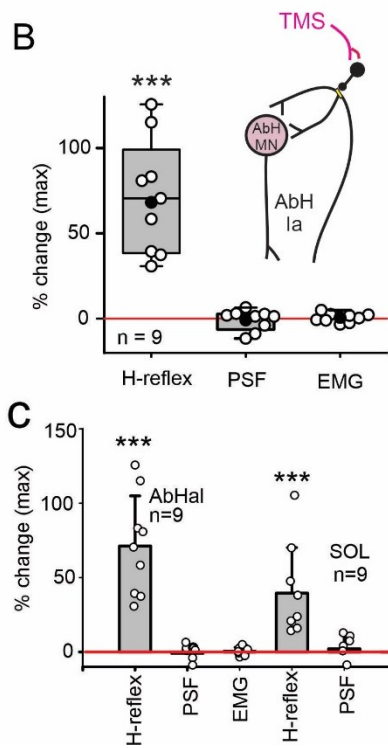 B
TMS
***
AbH
MN
AbH
Ia
% change (max)
100
50
0
n = 9
H-reflex PSF EMG
C
% change (max)
150
100
50
0
***
AbHal
n=9
***
SOL
n=9
H-reflex PSF EMG H-reflex PSF